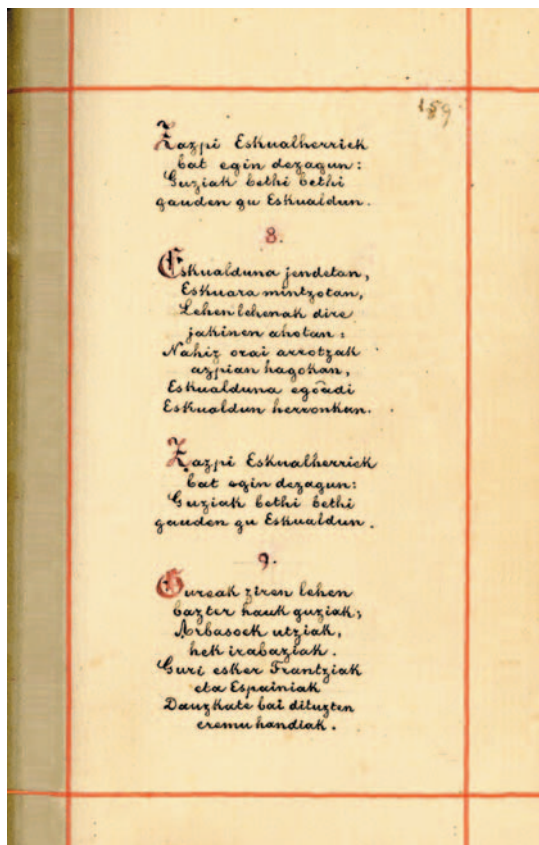 159
Zazpi Eskualherriek
bat egin dezagun:
Guziak bethi bethi
gauden gu Eskualdun.
8.
Eskualduna jendetan,
Eskuara mintzotan,
Lehen lehenak dire
jakinen ahotan:
Nahiz orai arrotzak
azpian hagokan,
Eskualduna egoadi
Eskualdun herronkan.
Zazpi Eskualherriek
bat egin dezagun:
Guziak bethi bethi
gauden gu Eskualdun.
9.
Gureak ziren lehen
bazter hauk guziak;
Arbasoek utziak,
hek irabaziak.
Guri esker Frantziak
eta Espainiak
Dauzkate bai dituzten
eremu handiak.